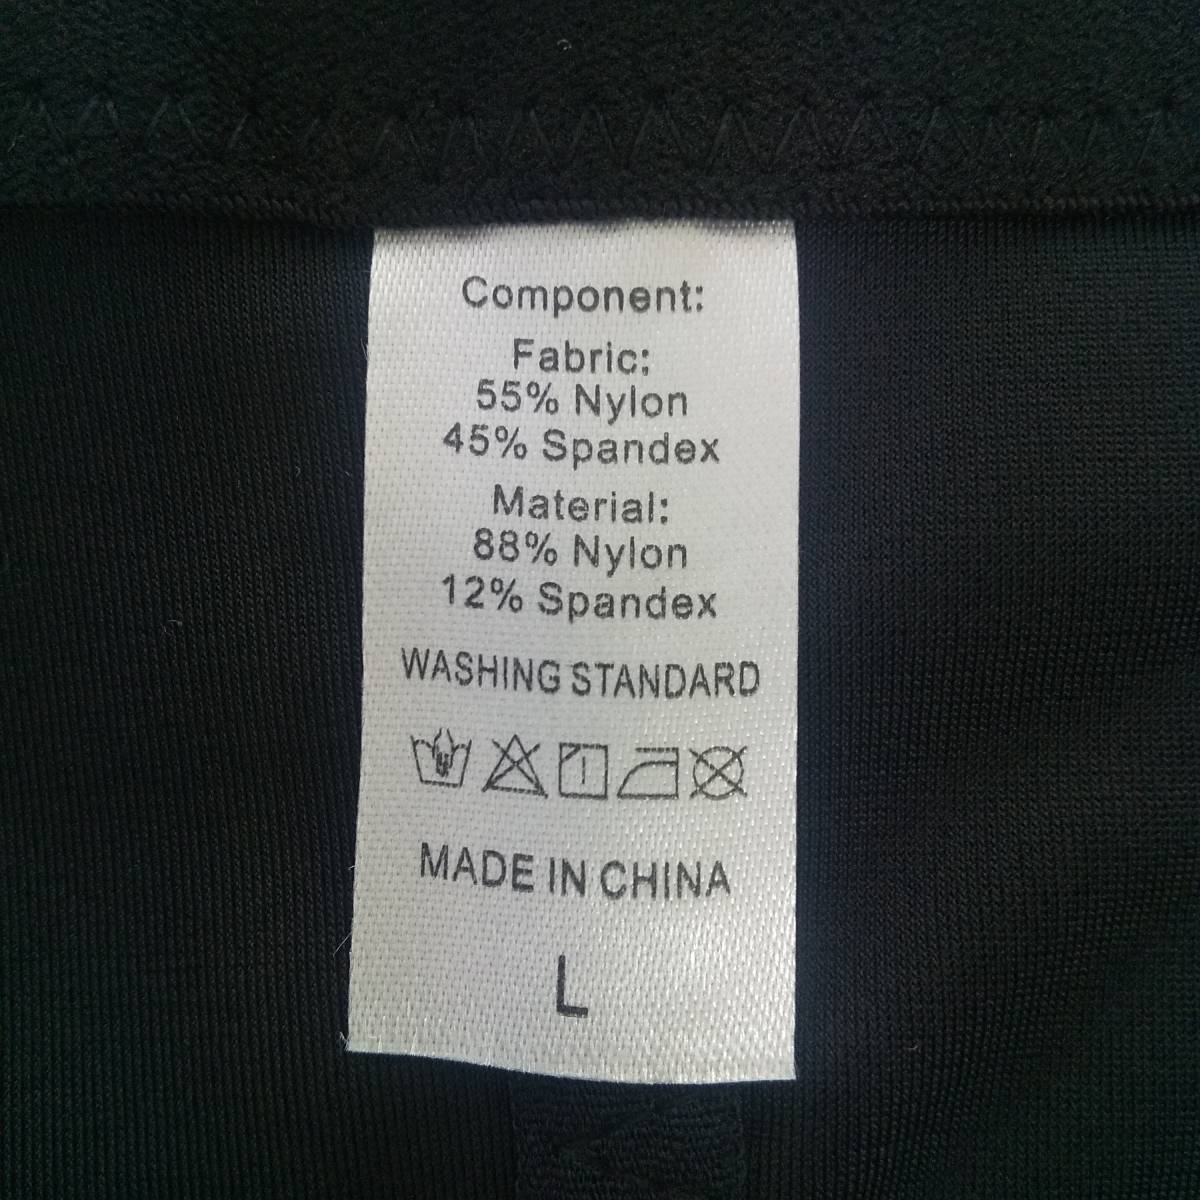 Component:
Fabric:
55% Nylon
45% Spandex
Material:
88% Nylon
12% Spandex
WASHING STANDARD
MADE IN CHINA
L